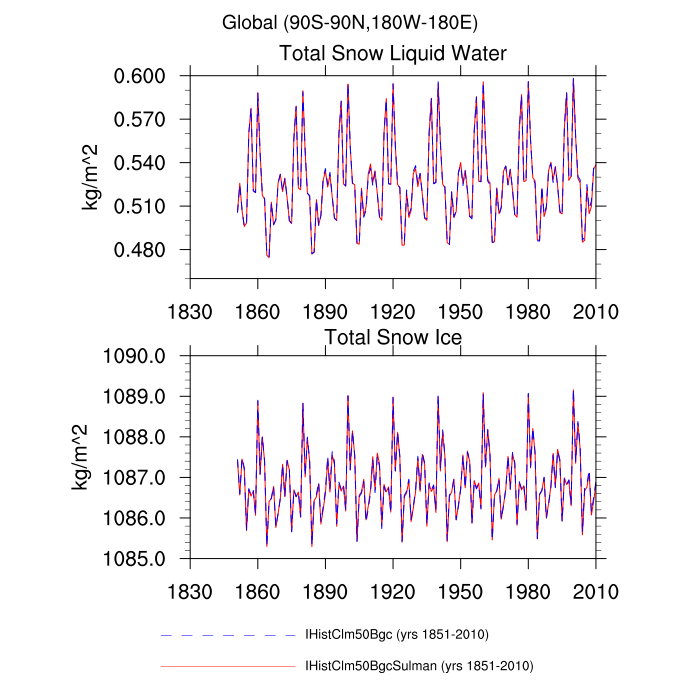 Global (90S-90N,180W-180E)
Total Snow Liquid Water
0.600
0.570
0.540
0.510
0.480
kg/m^2
1830 1860 1890 1920 1950 1980 2010
Total Snow Ice
1090.0
1089.0
1088.0
1087.0
1086.0
1085.0
kg/m^2
1830 1860 1890 1920 1950 1980 2010
IHistClm50Bgc (yrs 1851-2010)
IHistClm50BgcSulman (yrs 1851-2010)